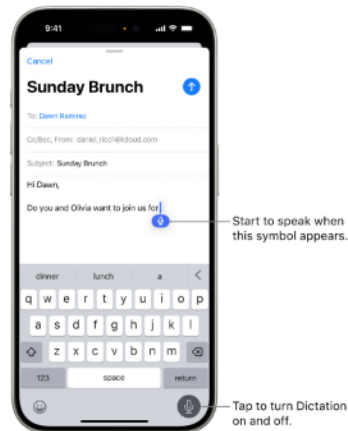 9:41
Cancel
Sunday Brunch
To: Dawn Ramirez
Cc/Bcc, From: daniel_rico1@icloud.com
Subject: Sunday Brunch
Hi Dawn,
Do you and Olivia want to join us for
Start to speak when
this symbol appears.
dinner lunch a
q w e r t y u i o p
a s d f g h j k l
z x c v b n m
123 space return
Tap to turn Dictation
on and off.